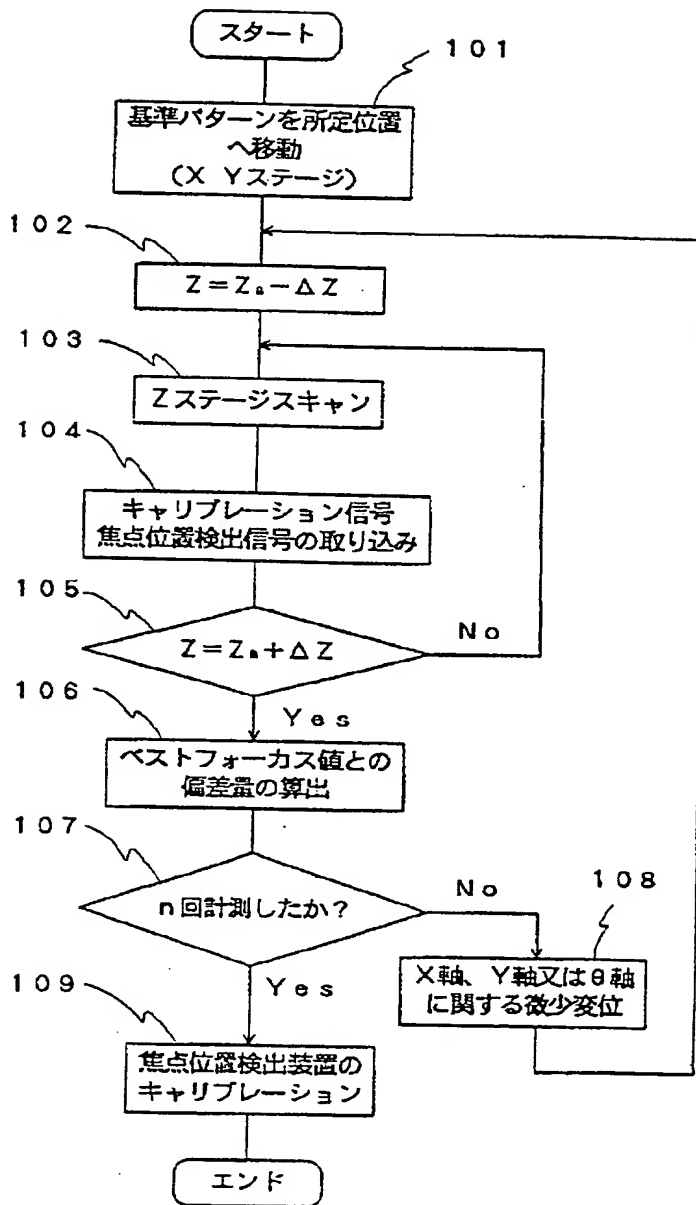 スタート
101
基準パターンを所定位置
へ移動
(X Yステージ)
102
Z=Zₐ-ΔZ
103
Zステージスキャン
104
キャリブレーション信号
焦点位置検出信号の取り込み
105
Z=Zₐ+ΔZ
No
Yes
106
ベストフォーカス値との
偏差量の算出
107
n回計測したか?
No
108
X軸、Y軸又はθ軸
に関する微少変位
Yes
109
焦点位置検出装置の
キャリブレーション
エンド